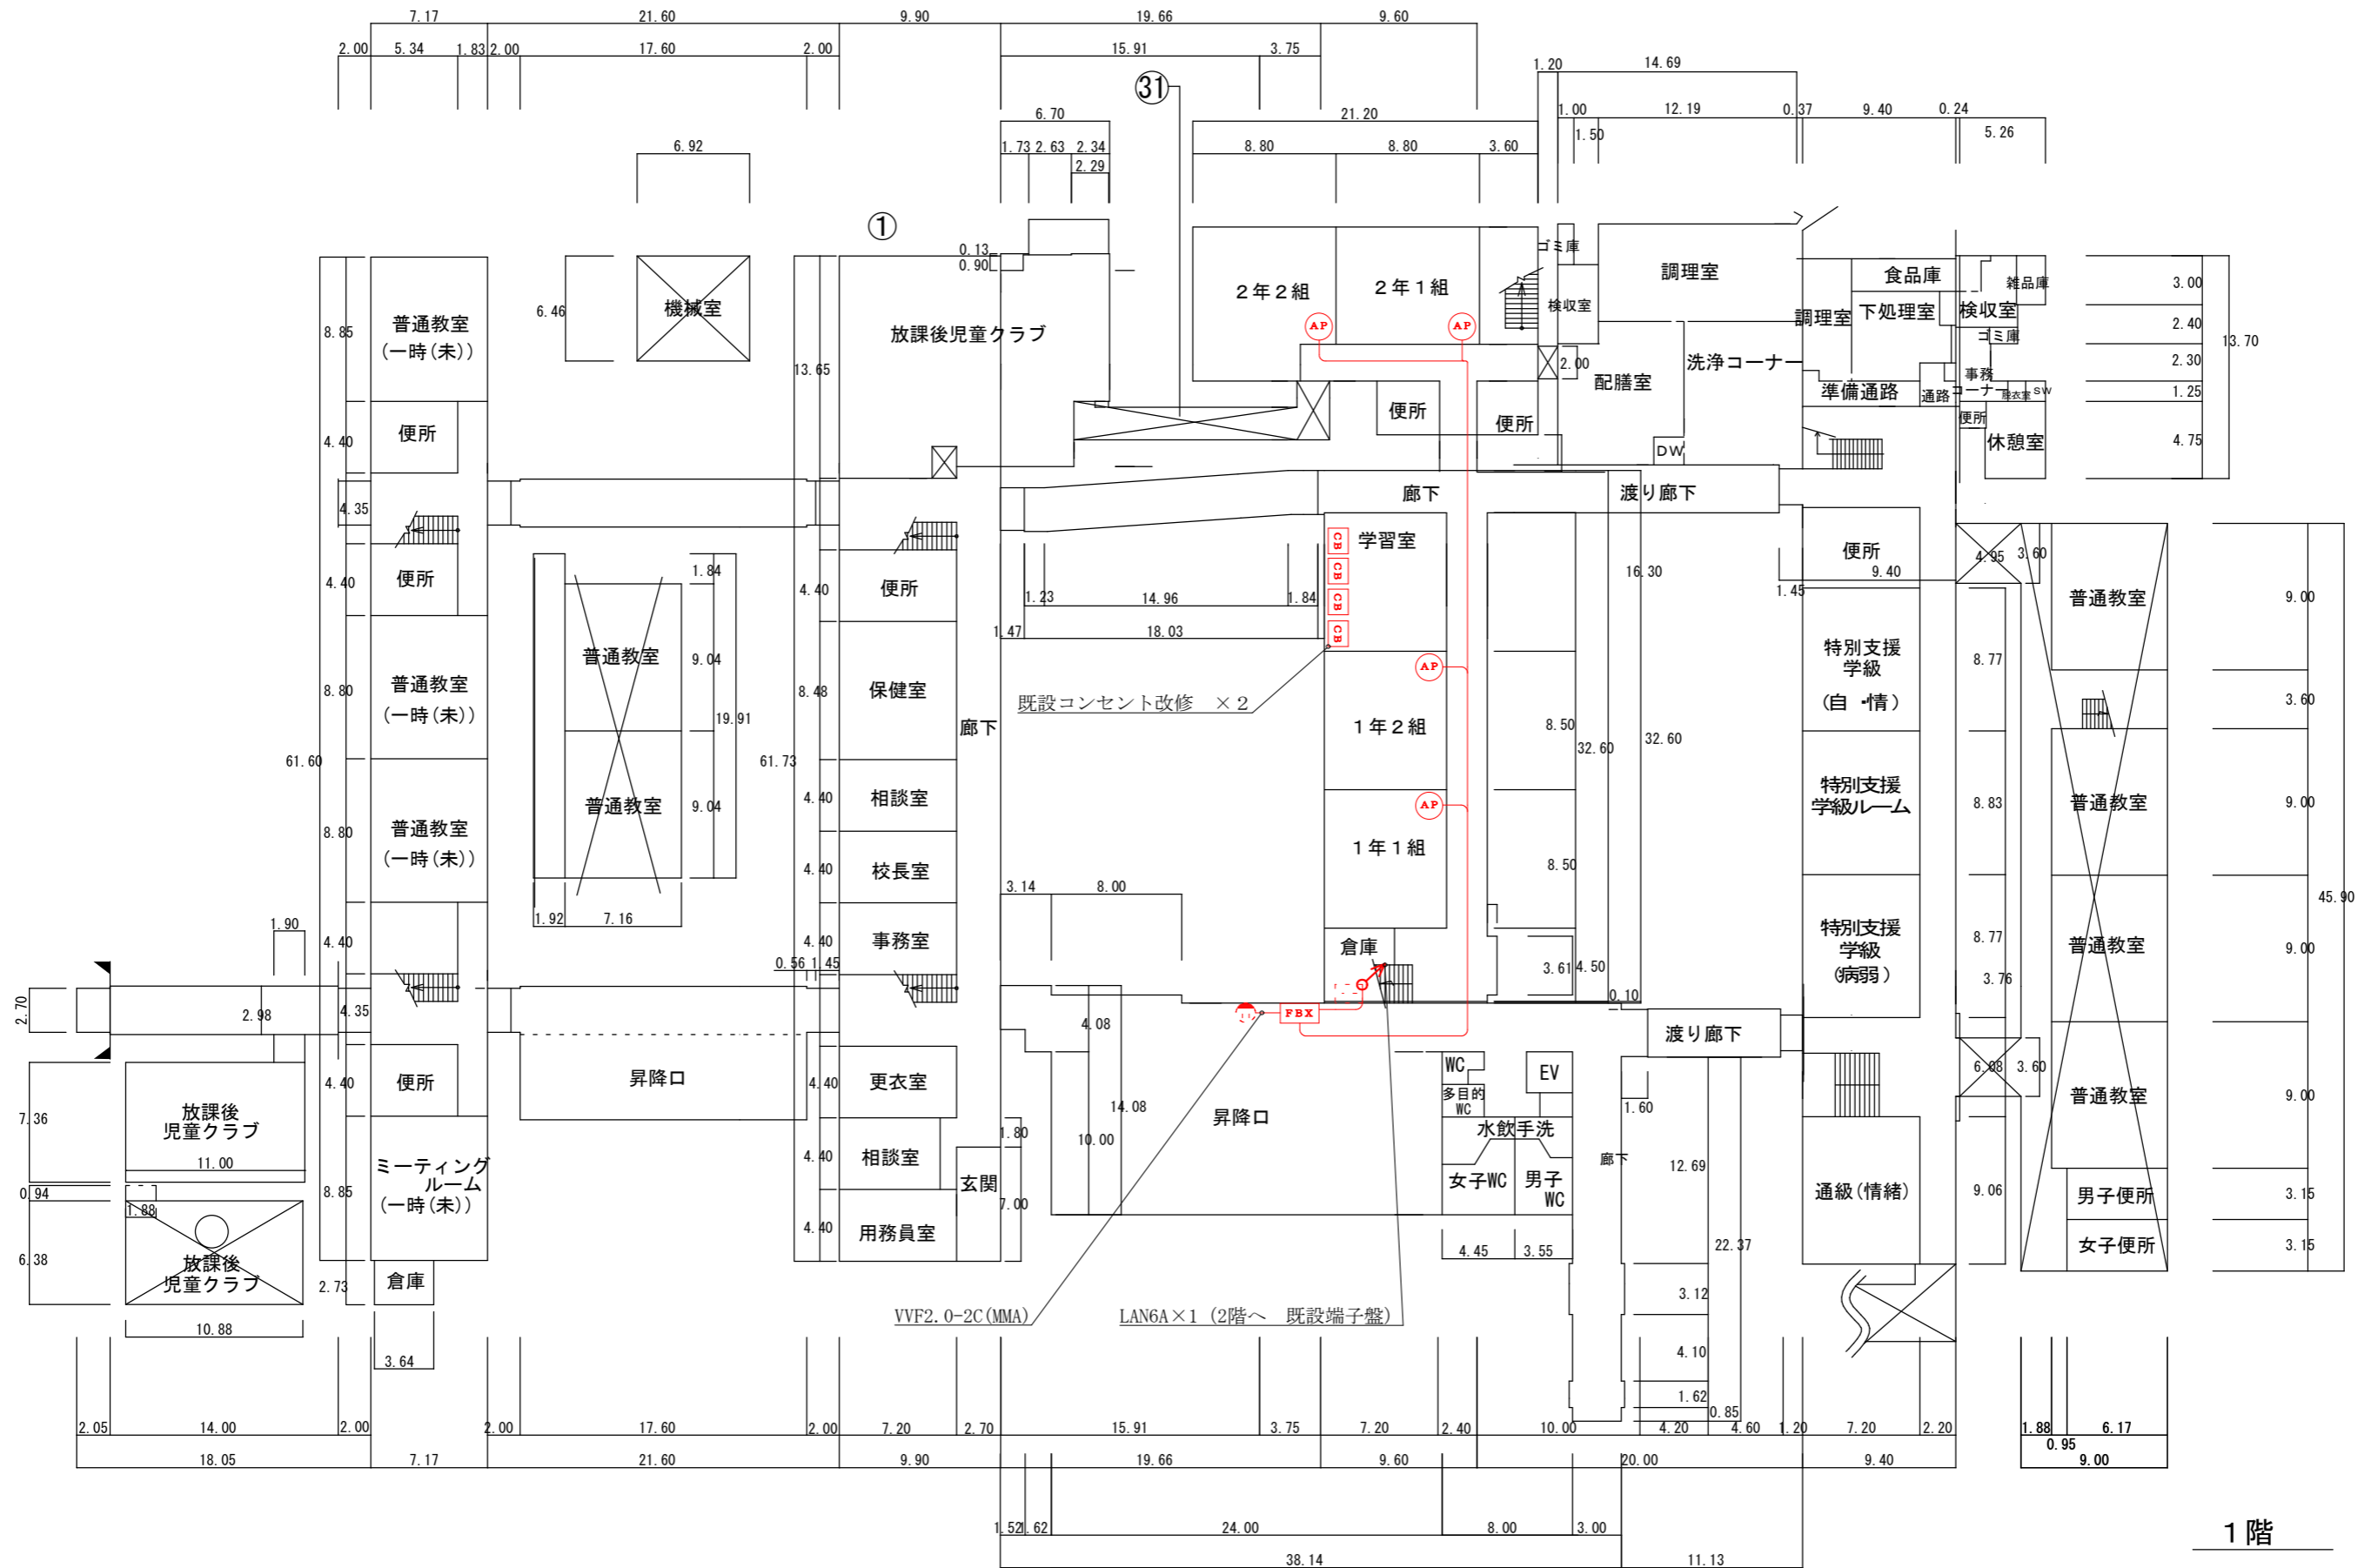 7.17 21.60 9.90 19.66 9.60
2.00 5.34 1.83 2.00 17.60 2.00 15.91 3.75
1.20 14.69
31
6.70 21.20 1.00 12.19 0.37 9.40 0.24
1.50 5.26
6.92 1.73 2.63 2.34 8.80 8.80 3.60
2.29
①
0.13
0.90
ゴミ庫
調理室 食品庫 雑品庫 3.00
2年2組 2年1組
6.46 機械室 検収室 下処理室 検収室
8.85 普通教室
(一時(未))
放課後児童クラブ
AP AP
調理室
2.40
ゴミ庫 13.70
13.65
2.00 洗浄コーナー 2.30
配膳室 事務
コーナー 脱衣室 SW
準備通路 通路 1.25
便所 便所 便所
4.40 便所 休憩室 4.75
DW
廊下 渡り廊下
4.35
CB 学習室
CB
CB
CB
便所 4.95 3.60
9.40
4.40 便所 1.84 4.40 便所 16.30 1.45
1.23 14.96 1.84 普通教室 9.00
1.47 18.03
普通教室 9.04 特別支援
学級
(自・情)
8.77
AP
8.80 普通教室
(一時(未))
8.48 保健室 既設コンセント改修 ×2 3.60
19.91 廊下 1年2組 8.50
32.60 32.60
61.60 61.73
4.40 相談室 特別支援
学級ルーム
8.83 普通教室 9.00
普通教室 9.04 AP
8.80 普通教室
(一時(未))
1年1組
4.40 校長室 8.50
3.14 8.00
1.92 7.16 45.90
1.90 特別支援
学級
(病弱)
8.77 普通教室 9.00
4.40 4.40 事務室 倉庫
0.56 1.45 3.61 4.50 3.76
2.70 2.98 4.35 0.10
FBX
4.08 渡り廊下
WC EV 6.08 3.60
4.40 便所 昇降口 4.40 更衣室 多目的
WC
普通教室 9.00
7.36 放課後
児童クラブ
14.08 1.60
昇降口
1.80 10.00 水飲手洗
11.00 ミーティング
ルーム
(一時(未))
4.40 相談室 廊下 12.69
0.94 8.85 玄関 女子WC 男子
WC
通級(情緒) 9.06 男子便所 3.15
1.88 7.00
6.38 放課後
児童クラブ
4.40 用務員室 4.45 3.55 22.37 女子便所 3.15
2.73 倉庫
VVF2.0-2C(MMA) LAN6A×1 (2階へ 既設端子盤) 3.12
10.88
3.64 4.10
1.62
0.85
2.05 14.00 2.00 2.00 17.60 2.00 7.20 2.70 15.91 3.75 7.20 2.40 10.00 4.20 4.60 1.20 7.20 2.20 1.88 6.17
0.95
18.05 7.17 21.60 9.90 19.66 9.60 20.00 9.40 9.00
1.52 1.62 24.00 8.00 3.00
38.14 11.13
1階